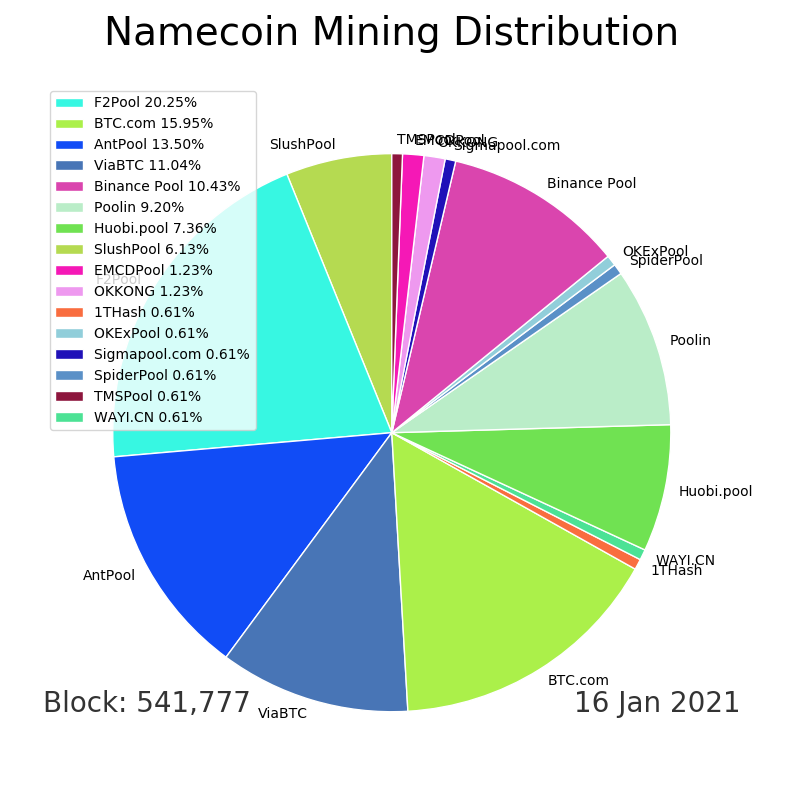 Namecoin Mining Distribution
F2Pool 20.25%
BTC.com 15.95%
AntPool 13.50%
ViaBTC 11.04%
Binance Pool 10.43%
Poolin 9.20%
Huobi.pool 7.36%
SlushPool 6.13%
EMCDPool 1.23%
OKKONG 1.23%
1THash 0.61%
OKExPool 0.61%
Sigmapool.com 0.61%
SpiderPool 0.61%
TMSPool 0.61%
WAYI.CN 0.61%
SlushPool
TMSPool
EMCDPool
OKKONG
Sigmapool.com
Binance Pool
OKExPool
SpiderPool
F2Pool
Poolin
Huobi.pool
WAYI.CN
1THash
AntPool
BTC.com
ViaBTC
Block: 541,777
16 Jan 2021